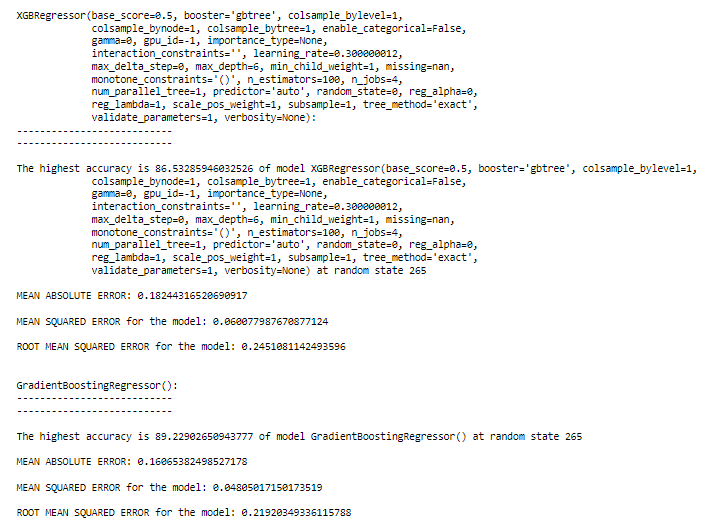 XGBRegressor(base_score=0.5, booster='gbtree', colsample_bylevel=1,
colsample_bynode=1, colsample_bytree=1, enable_categorical=False,
gamma=0, gpu_id=-1, importance_type=None,
interaction_constraints='', learning_rate=0.300000012,
max_delta_step=0, max_depth=6, min_child_weight=1, missing=nan,
monotone_constraints='()', n_estimators=100, n_jobs=4,
num_parallel_tree=1, predictor='auto', random_state=0, reg_alpha=0,
reg_lambda=1, scale_pos_weight=1, subsample=1, tree_method='exact',
validate_parameters=1, verbosity=None):
---------------------------
---------------------------
The highest accuracy is 86.53285946032526 of model XGBRegressor(base_score=0.5, booster='gbtree', colsample_bylevel=1,
colsample_bynode=1, colsample_bytree=1, enable_categorical=False,
gamma=0, gpu_id=-1, importance_type=None,
interaction_constraints='', learning_rate=0.300000012,
max_delta_step=0, max_depth=6, min_child_weight=1, missing=nan,
monotone_constraints='()', n_estimators=100, n_jobs=4,
num_parallel_tree=1, predictor='auto', random_state=0, reg_alpha=0,
reg_lambda=1, scale_pos_weight=1, subsample=1, tree_method='exact',
validate_parameters=1, verbosity=None) at random state 265
MEAN ABSOLUTE ERROR: 0.18244316520690917
MEAN SQUARED ERROR for the model: 0.060077987670877124
ROOT MEAN SQUARED ERROR for the model: 0.2451081142493596
GradientBoostingRegressor():
---------------------------
---------------------------
The highest accuracy is 89.22902650943777 of model GradientBoostingRegressor() at random state 265
MEAN ABSOLUTE ERROR: 0.16065382498527178
MEAN SQUARED ERROR for the model: 0.04805017150173519
ROOT MEAN SQUARED ERROR for the model: 0.21920349336115788